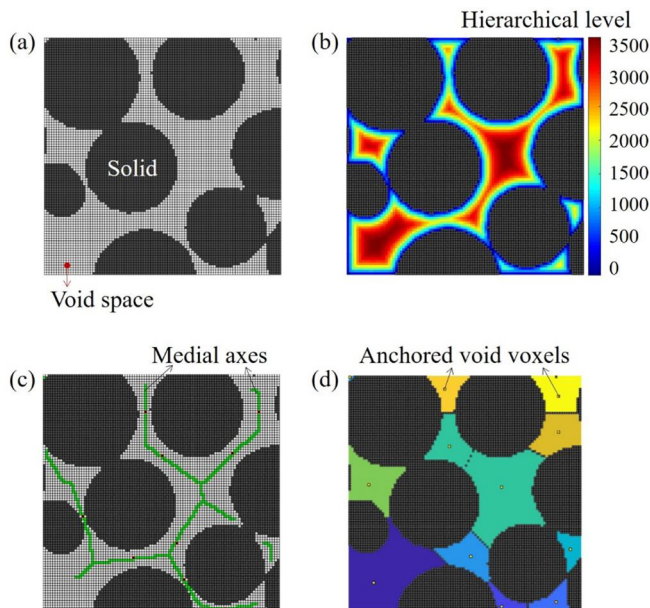 Hierarchical level
(a)
(b)
3500
3000
2500
2000
1500
1000
500
0
Solid
Void space
Medial axes
Anchored void voxels
(c)
(d)